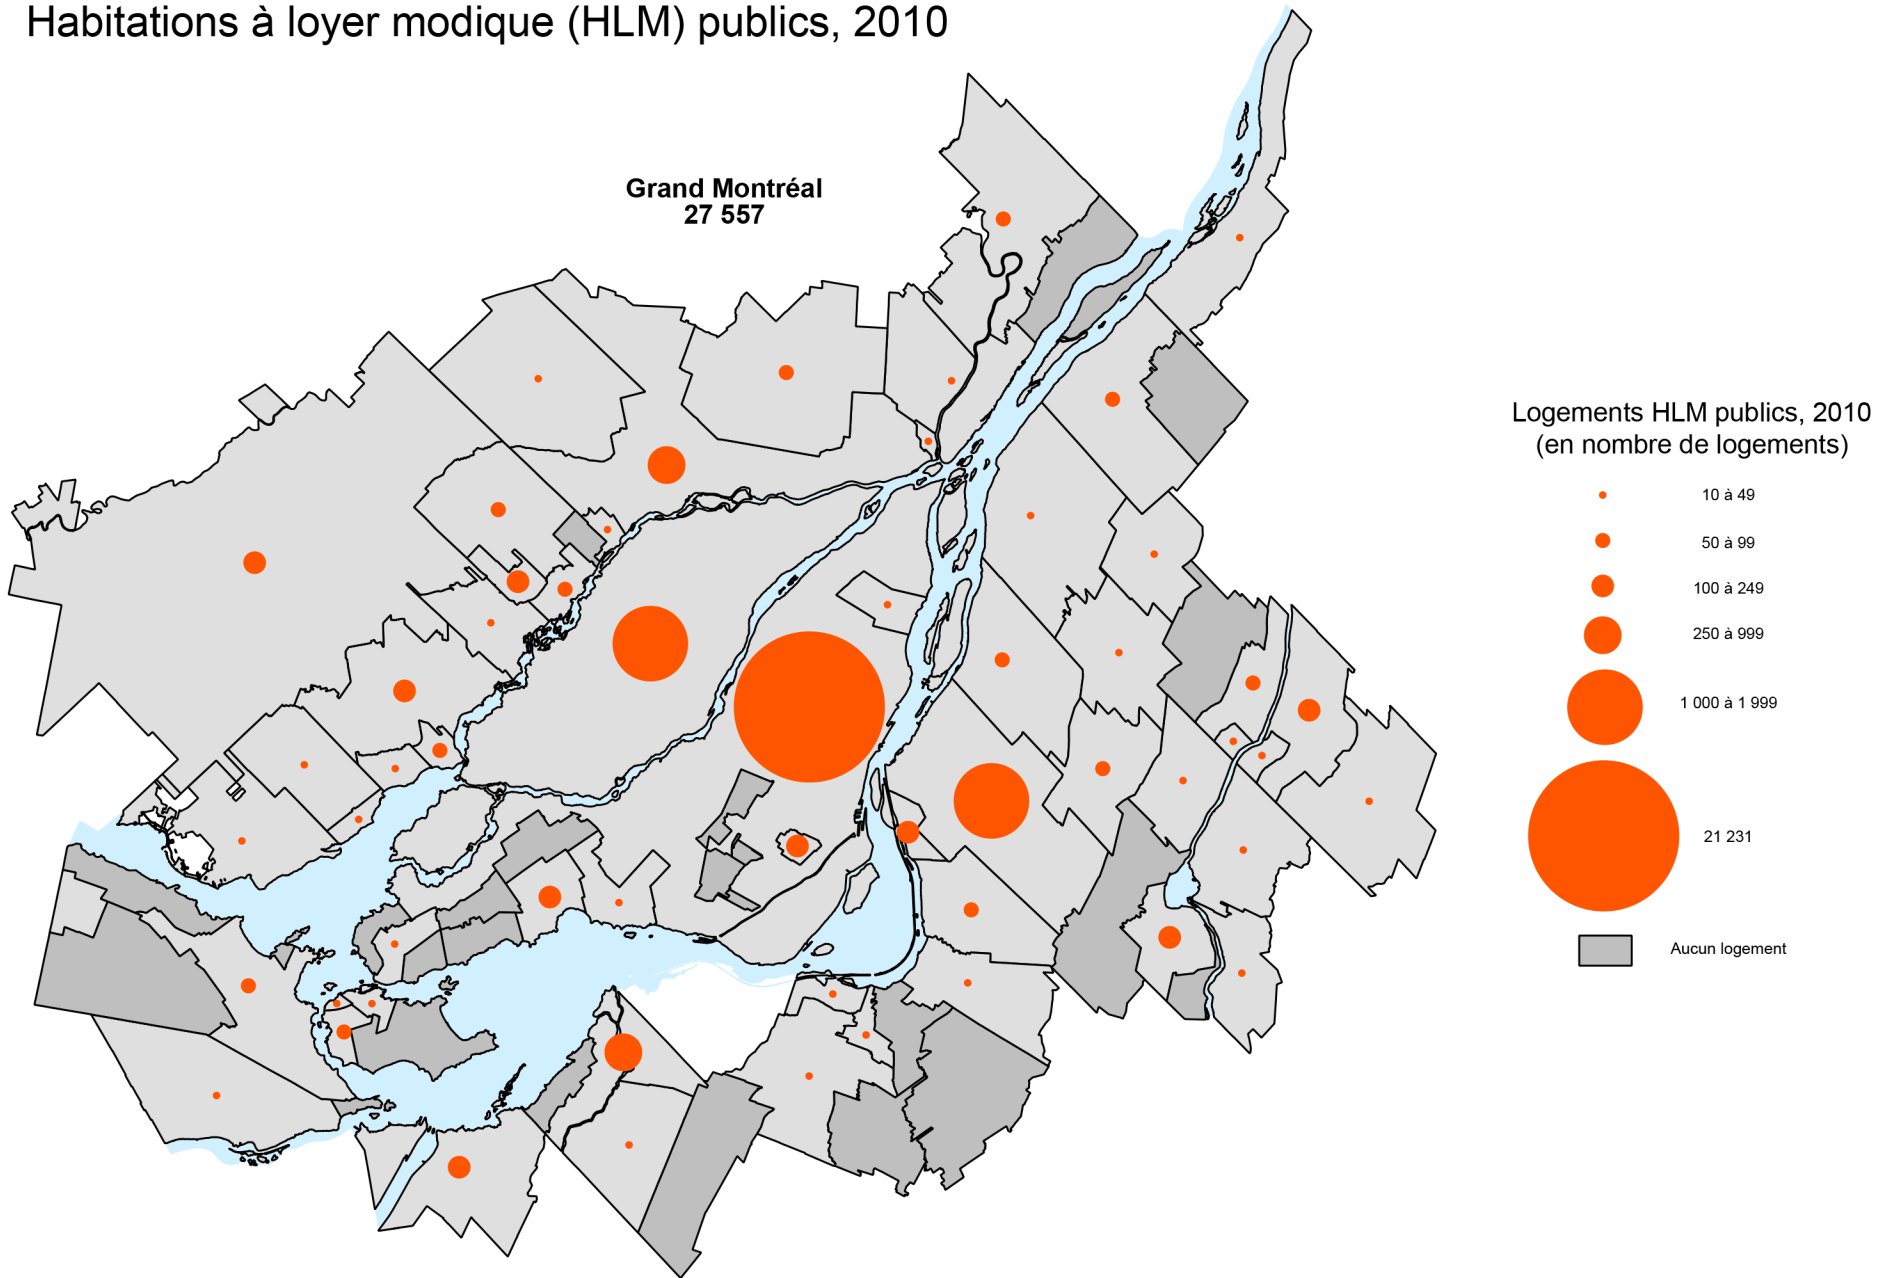 Habitations à loyer modique (HLM) publics, 2010
Grand Montréal
27 557
Logements HLM publics, 2010
(en nombre de logements)
10 à 49
50 à 99
100 à 249
250 à 999
1 000 à 1 999
21 231
Aucun logement